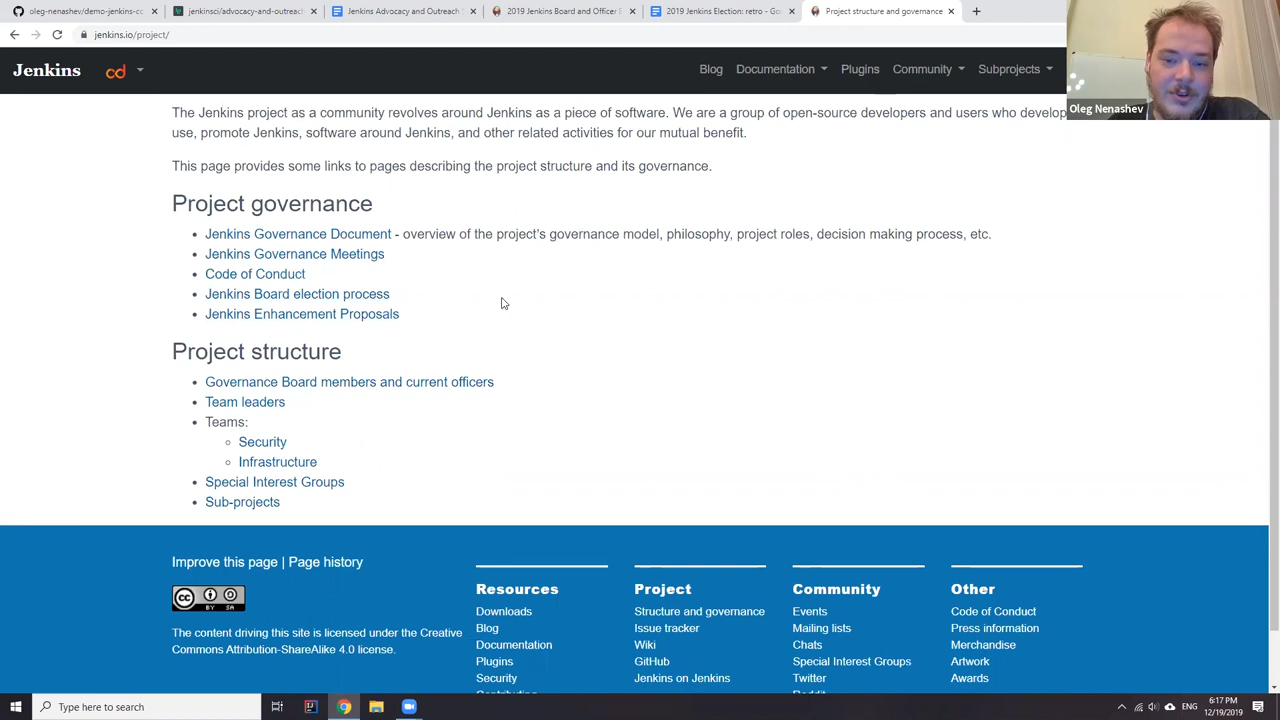 oleg-nenashev/demo-jenkins-cc
jenkinsci/advocacy-and-outreach
Jenkins Advocacy and Outreach S
2019 Jenkins Board and Officer E
2019 Jenkins Election: retro - Go
Project structure and governance
jenkins.io/project/
Jenkins
cd
Blog
Documentation
Plugins
Community
Subprojects
Oleg Nenashev
The Jenkins project as a community revolves around Jenkins as a piece of software. We are a group of open-source developers and users who develop
use, promote Jenkins, software around Jenkins, and other related activities for our mutual benefit.
This page provides some links to pages describing the project structure and its governance.
Project governance
Jenkins Governance Document - overview of the project's governance model, philosophy, project roles, decision making process, etc.
Jenkins Governance Meetings
Code of Conduct
Jenkins Board election process
Jenkins Enhancement Proposals
Project structure
Governance Board members and current officers
Team leaders
Teams:
Security
Infrastructure
Special Interest Groups
Sub-projects
Improve this page | Page history
CC BY SA
The content driving this site is licensed under the Creative
Commons Attribution-ShareAlike 4.0 license.
Resources
Downloads
Blog
Documentation
Plugins
Security
Contributing
Project
Structure and governance
Issue tracker
Wiki
GitHub
Jenkins on Jenkins
Community
Events
Mailing lists
Chats
Special Interest Groups
Twitter
Reddit
Other
Code of Conduct
Press information
Merchandise
Artwork
Awards
Type here to search
ENG
6:17 PM
12/19/2019